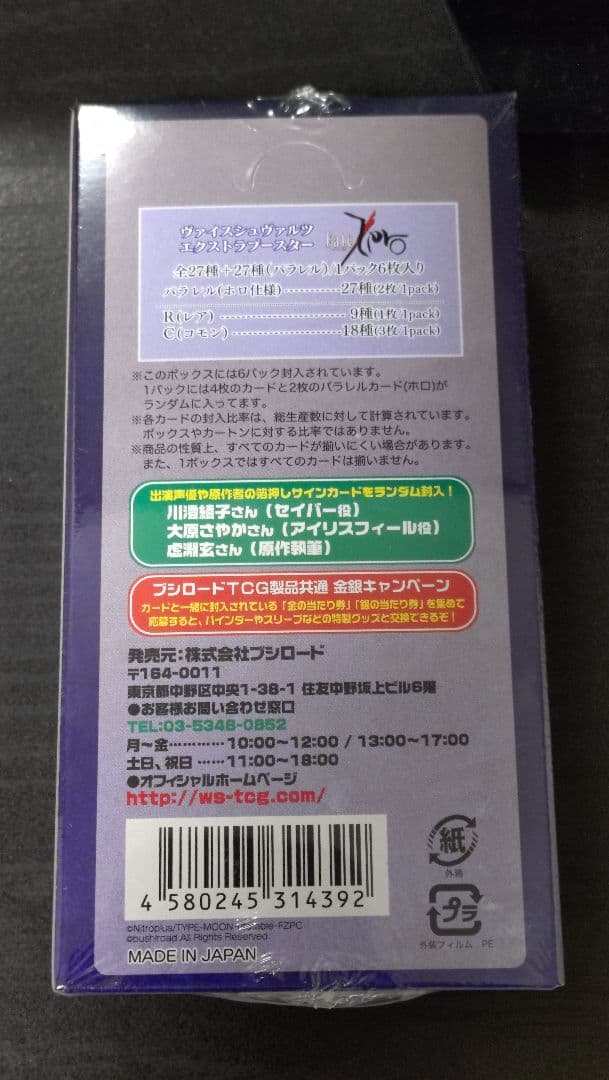 ヴァイスシュヴァルツ
エクストラブースター
Fate Zero
全27種+27種(パラレル)/1パック6枚入り
パラレル(ホロ仕様)------------27種(2枚/1pack)
R(レア)------------------------9種(1枚/1pack)
C(コモン)----------------------18種(3枚/1pack)
※このボックスには6パック封入されています。
1パックには4枚のカードと2枚のパラレルカード(ホロ)が
ランダムに入ってます。
※各カードの封入比率は、総生産数に対して計算されています。
ボックスやカートンに対する比率ではありません。
※商品の性質上、すべてのカードが揃いにくい場合があります。
また、1ボックスではすべてのカードは揃いません。
出演声優や原作者の箔押しサインカードをランダム封入!
川澄綾子さん(セイバー役)
大原さやかさん(アイリスフィール役)
虚淵玄さん(原作執筆)
ブシロードTCG製品共通 金銀キャンペーン
カードと一緒に封入されている「金の当たり券」「銀の当たり券」を集めて
応募すると、バインダーやスリーブなどの特製グッズと交換できるぞ!
発売元:株式会社ブシロード
〒164-0011
東京都中野区中央1-38-1 住友中野坂上ビル6階
●お客様お問い合わせ窓口
TEL:03-5348-0852
月~金…………10:00~12:00 / 13:00~17:00
土日、祝日……11:00~18:00
●オフィシャルホームページ
http://ws-tcg.com/
4 580245 314392
紙
外箱
プラ
外装フィルム PE
©Nitroplus/TYPE-MOON・ufotable・FZPC
©bushiroad All Rights Reserved.
MADE IN JAPAN